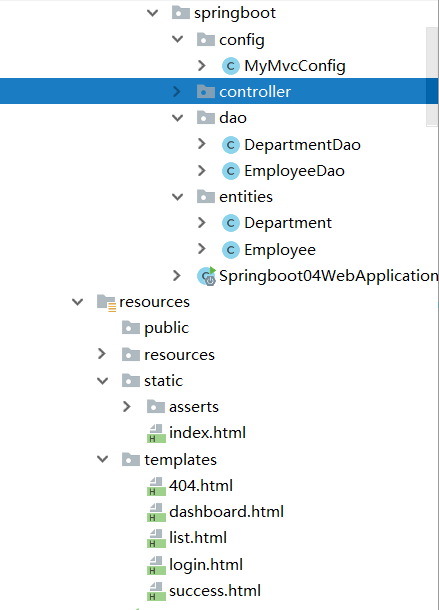 springboot
config
MyMvcConfig
controller
dao
DepartmentDao
EmployeeDao
entities
Department
Employee
Springboot04WebApplication
resources
public
resources
static
asserts
index.html
templates
404.html
dashboard.html
list.html
login.html
success.html